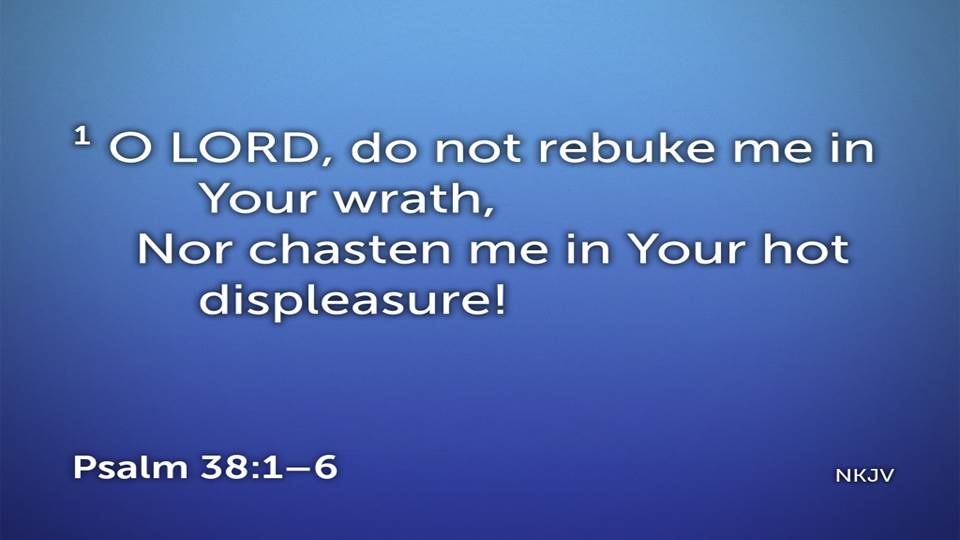 1 O LORD, do not rebuke me in
Your wrath,
Nor chasten me in Your hot
displeasure!
Psalm 38:1–6
NKJV